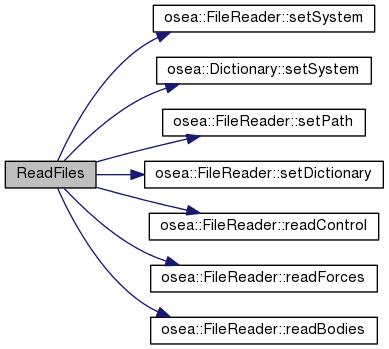 osea::FileReader::setSystem
osea::Dictionary::setSystem
osea::FileReader::setPath
ReadFiles
osea::FileReader::setDictionary
osea::FileReader::readControl
osea::FileReader::readForces
osea::FileReader::readBodies